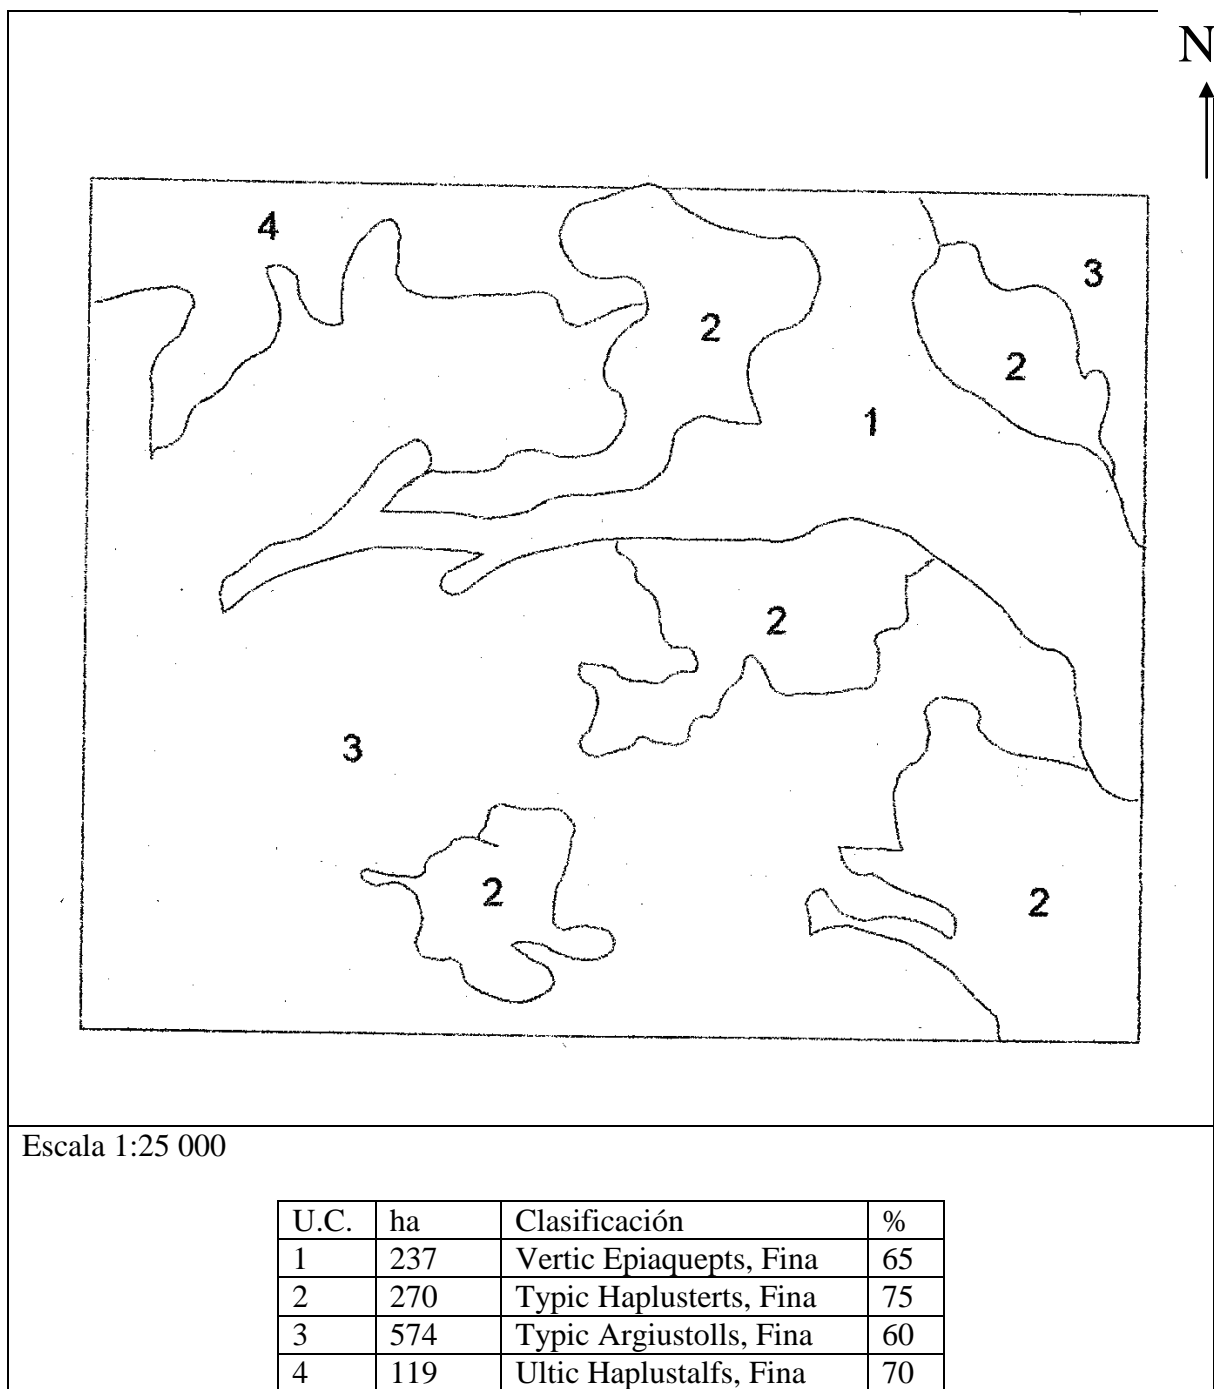 N
4
3
2
2
1
2
3
2
2
Escala 1:25 000
U.C. ha Clasificación %
1 237 Vertic Epiaquepts, Fina 65
2 270 Typic Haplusterts, Fina 75
3 574 Typic Argiustolls, Fina 60
4 119 Ultic Haplustalfs, Fina 70